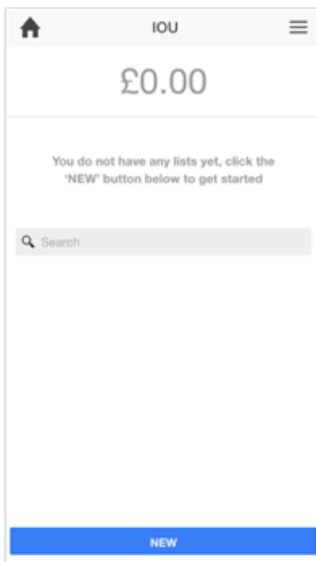 IOU
£0.00
You do not have any lists yet, click the
‘NEW’ button below to get started
Search
NEW